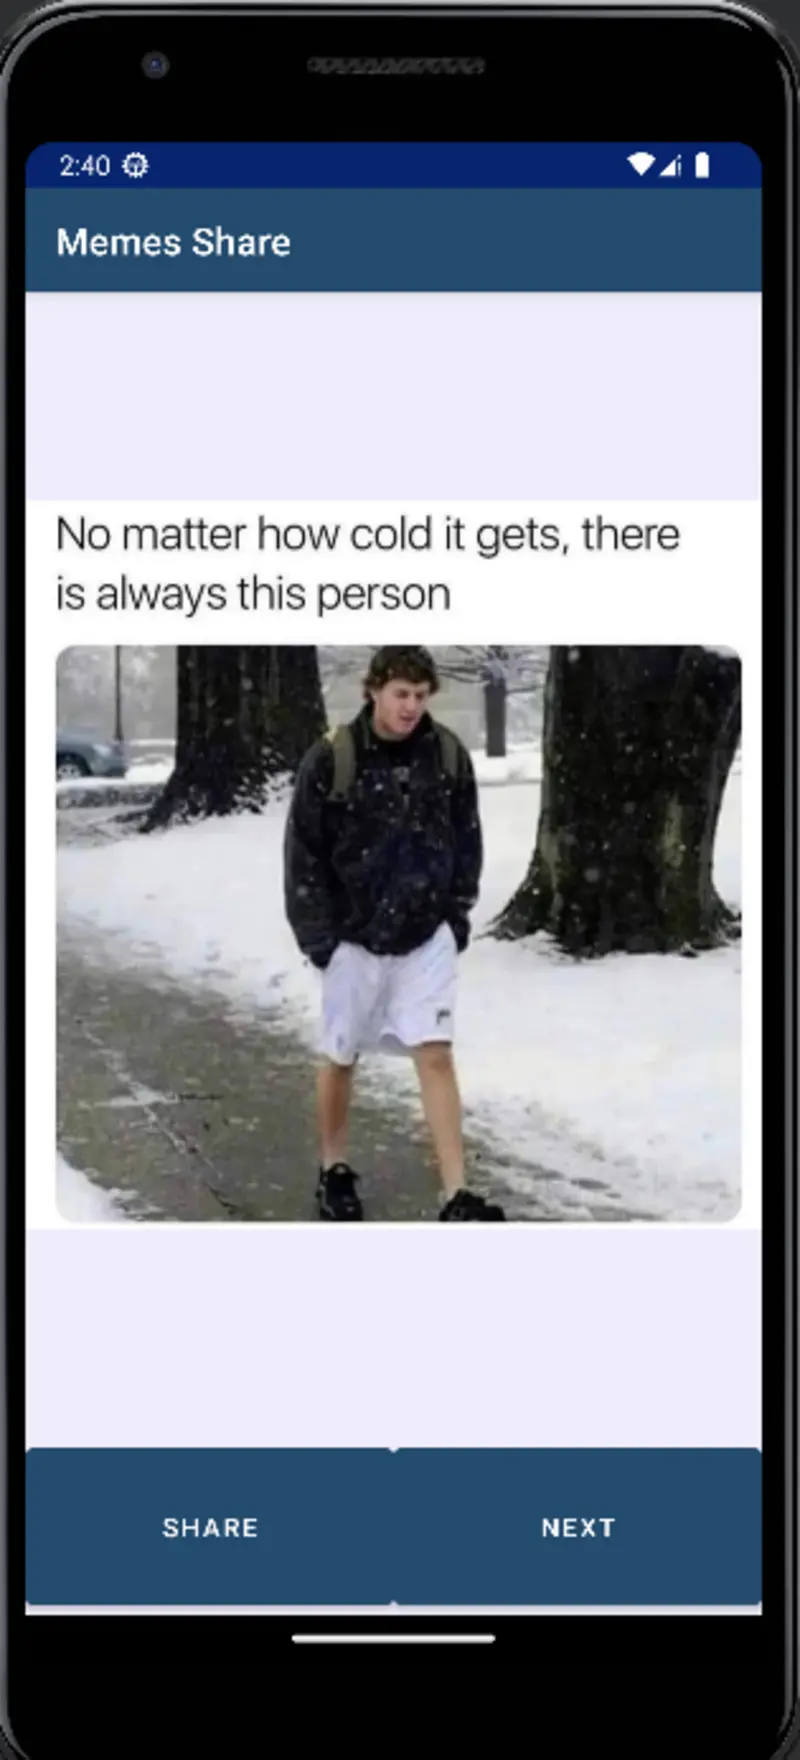 2:40
Memes Share
No matter how cold it gets, there
is always this person
SHARE
NEXT